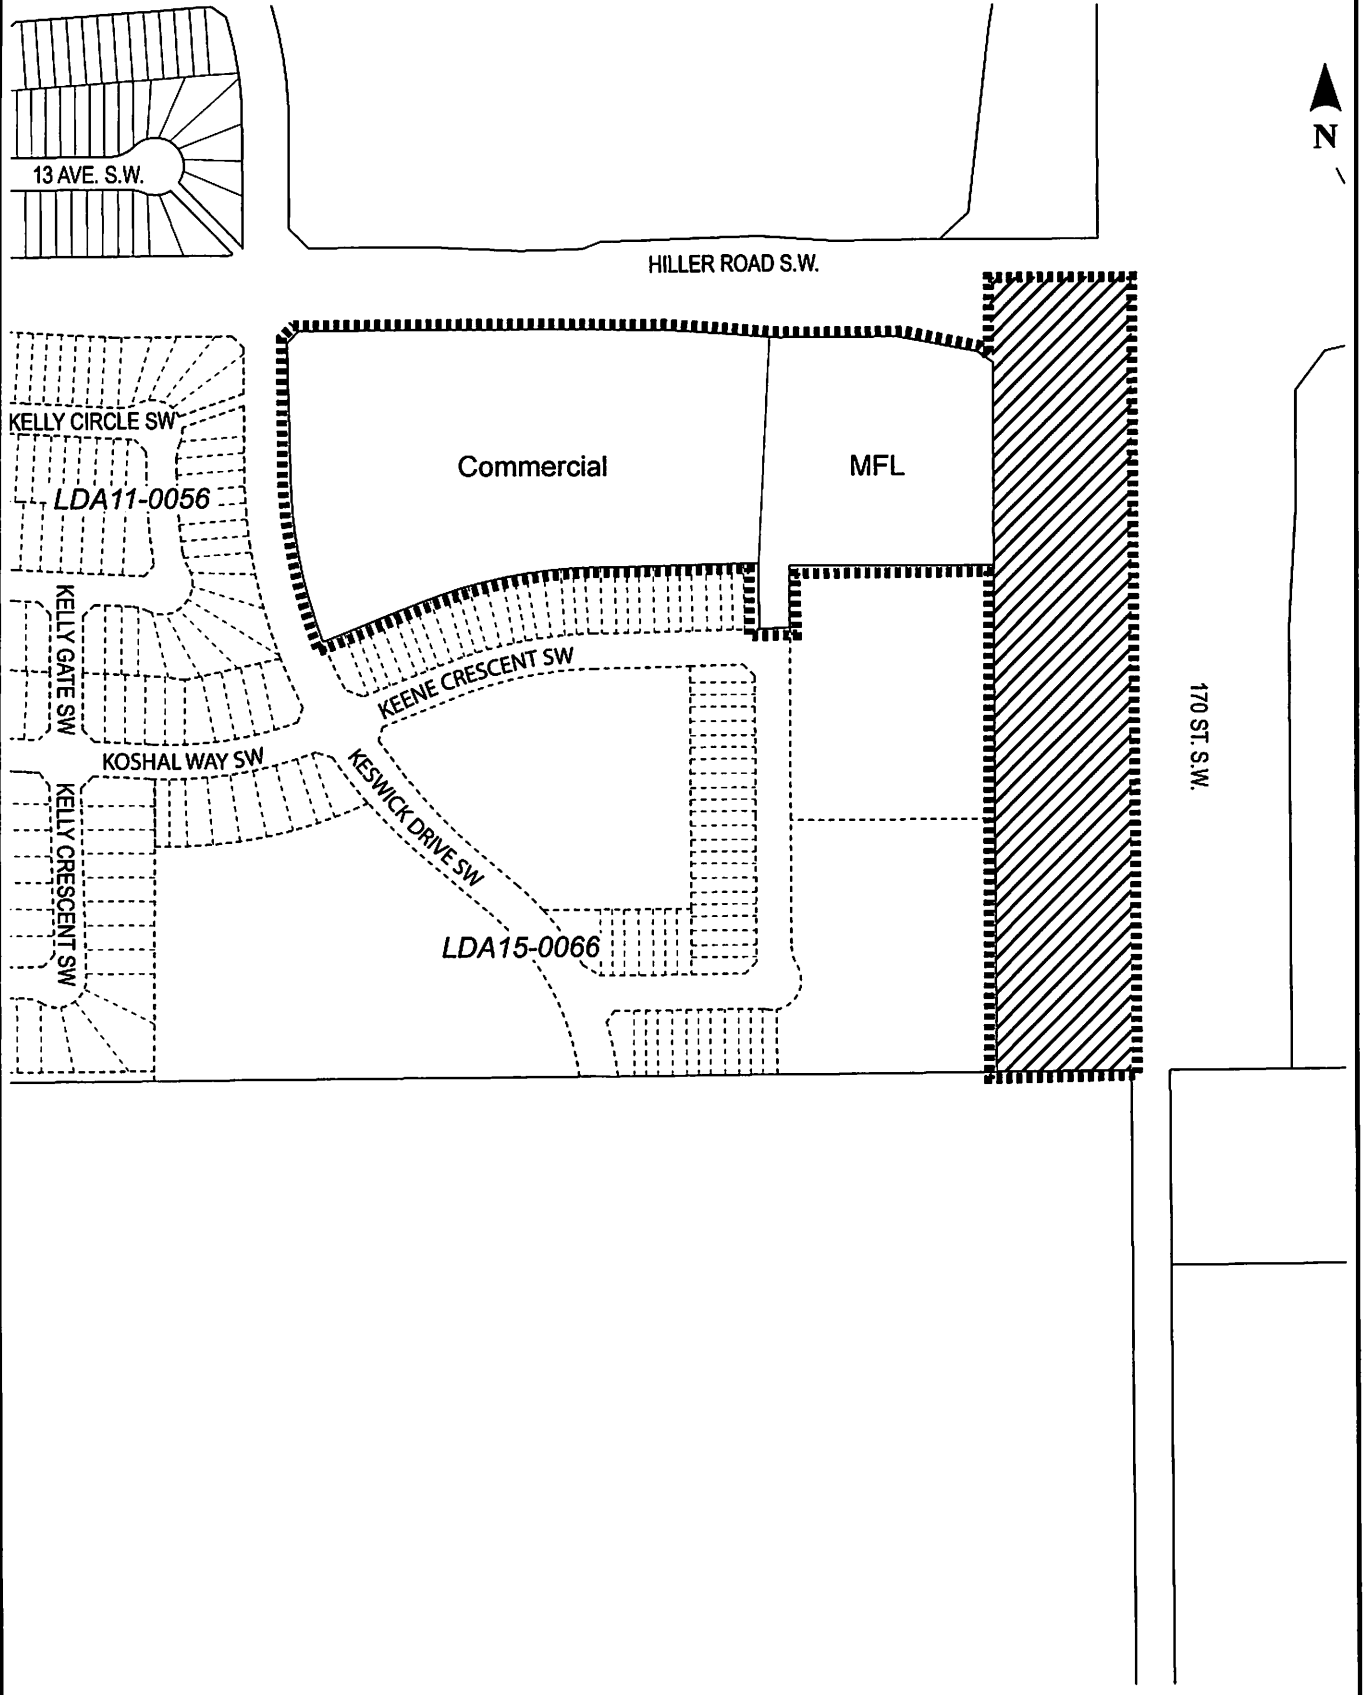 N
13 AVE. S.W.
HILLER ROAD S.W.
KELLY CIRCLE SW
Commercial
MFL
LDA11-0056
KELLY GATE SW
KEENE CRESCENT SW
170 ST. S.W.
KOSHAL WAY SW
KESWICK DRIVE SW
KELLY CRESCENT SW
LDA15-0066